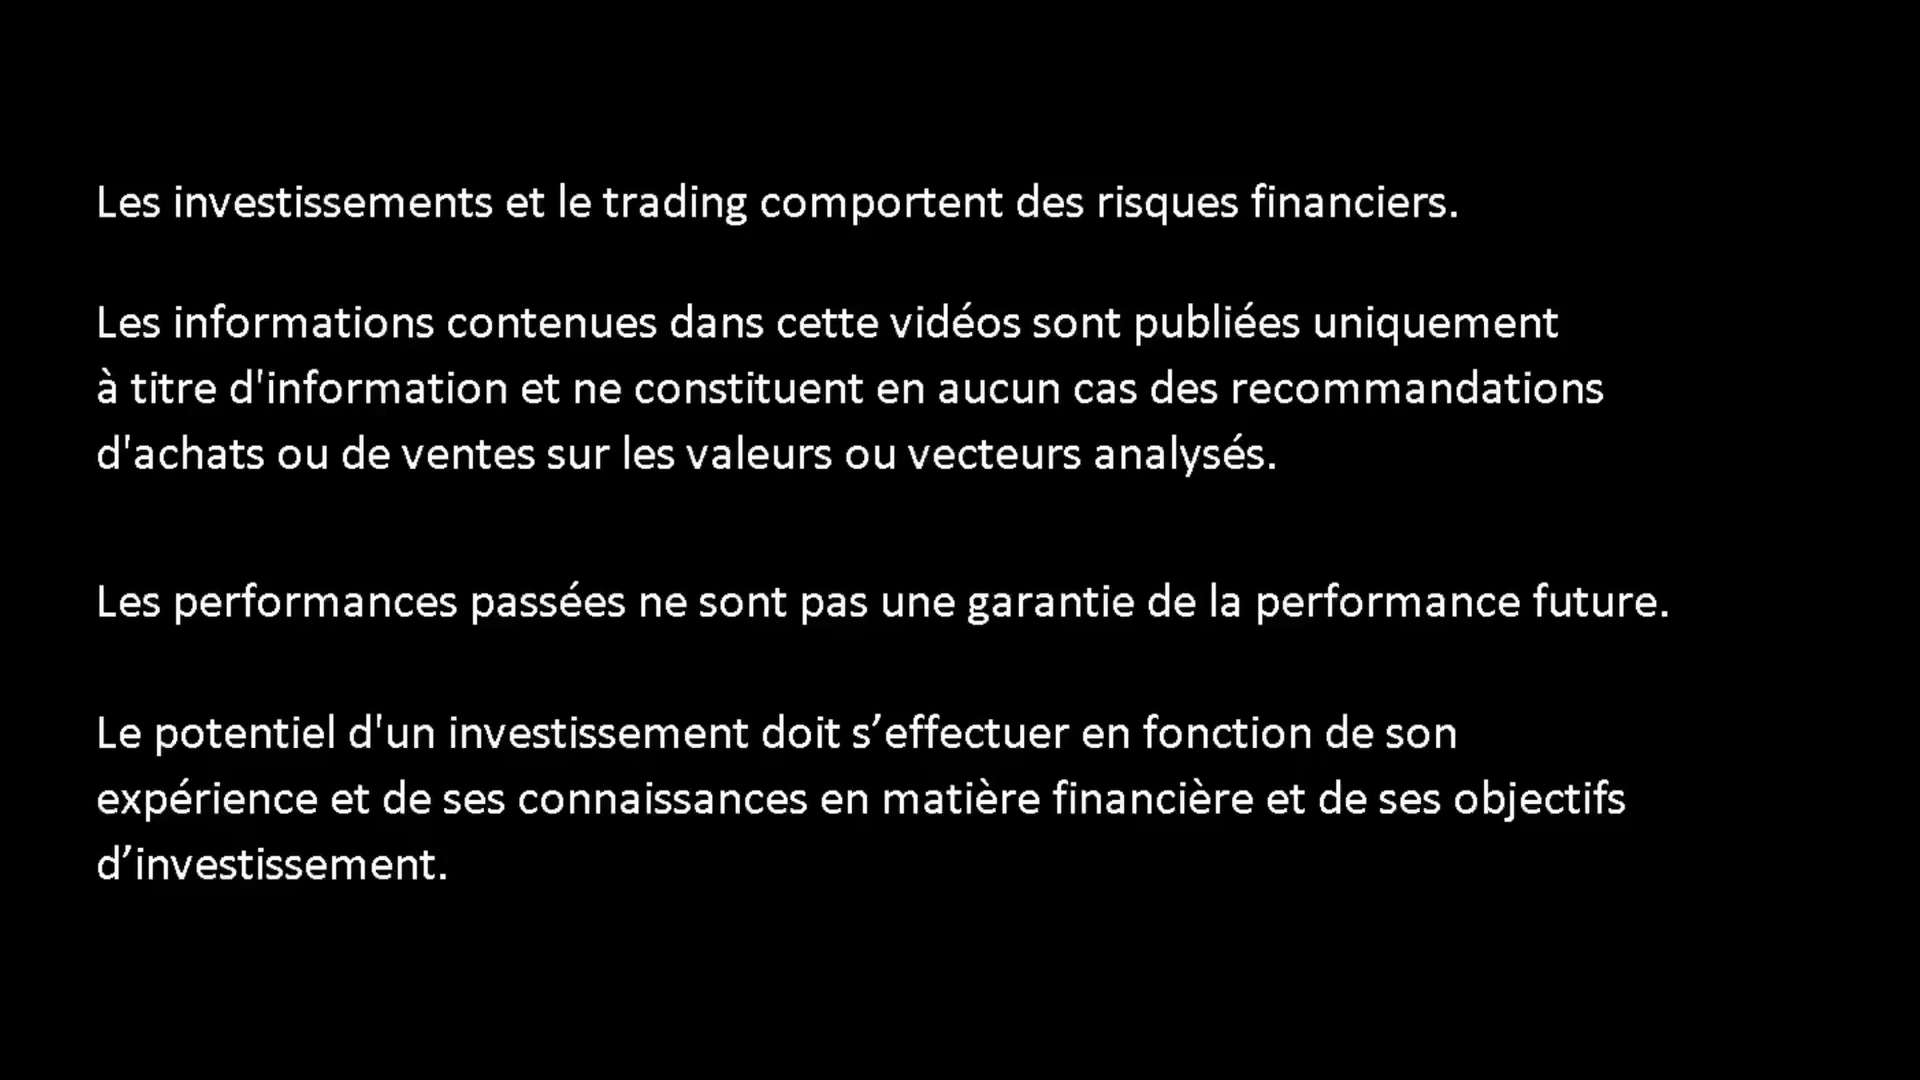 Les investissements et le trading comportent des risques financiers.
Les informations contenues dans cette vidéos sont publiées uniquement
à titre d'information et ne constituent en aucun cas des recommandations
d'achats ou de ventes sur les valeurs ou vecteurs analysés.
Les performances passées ne sont pas une garantie de la performance future.
Le potentiel d'un investissement doit s’effectuer en fonction de son
expérience et de ses connaissances en matière financière et de ses objectifs
d’investissement.